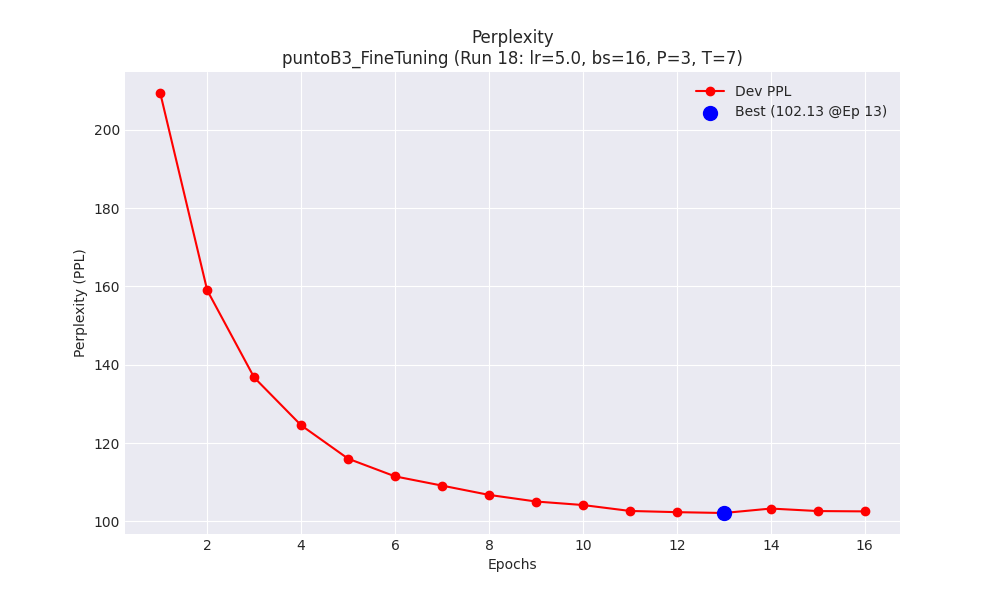 Perplexity
puntoB3_FineTuning (Run 18: lr=5.0, bs=16, P=3, T=7)
Dev PPL
Best (102.13 @Ep 13)
Perplexity (PPL)
200
180
160
140
120
100
2 4 6 8 10 12 14 16
Epochs